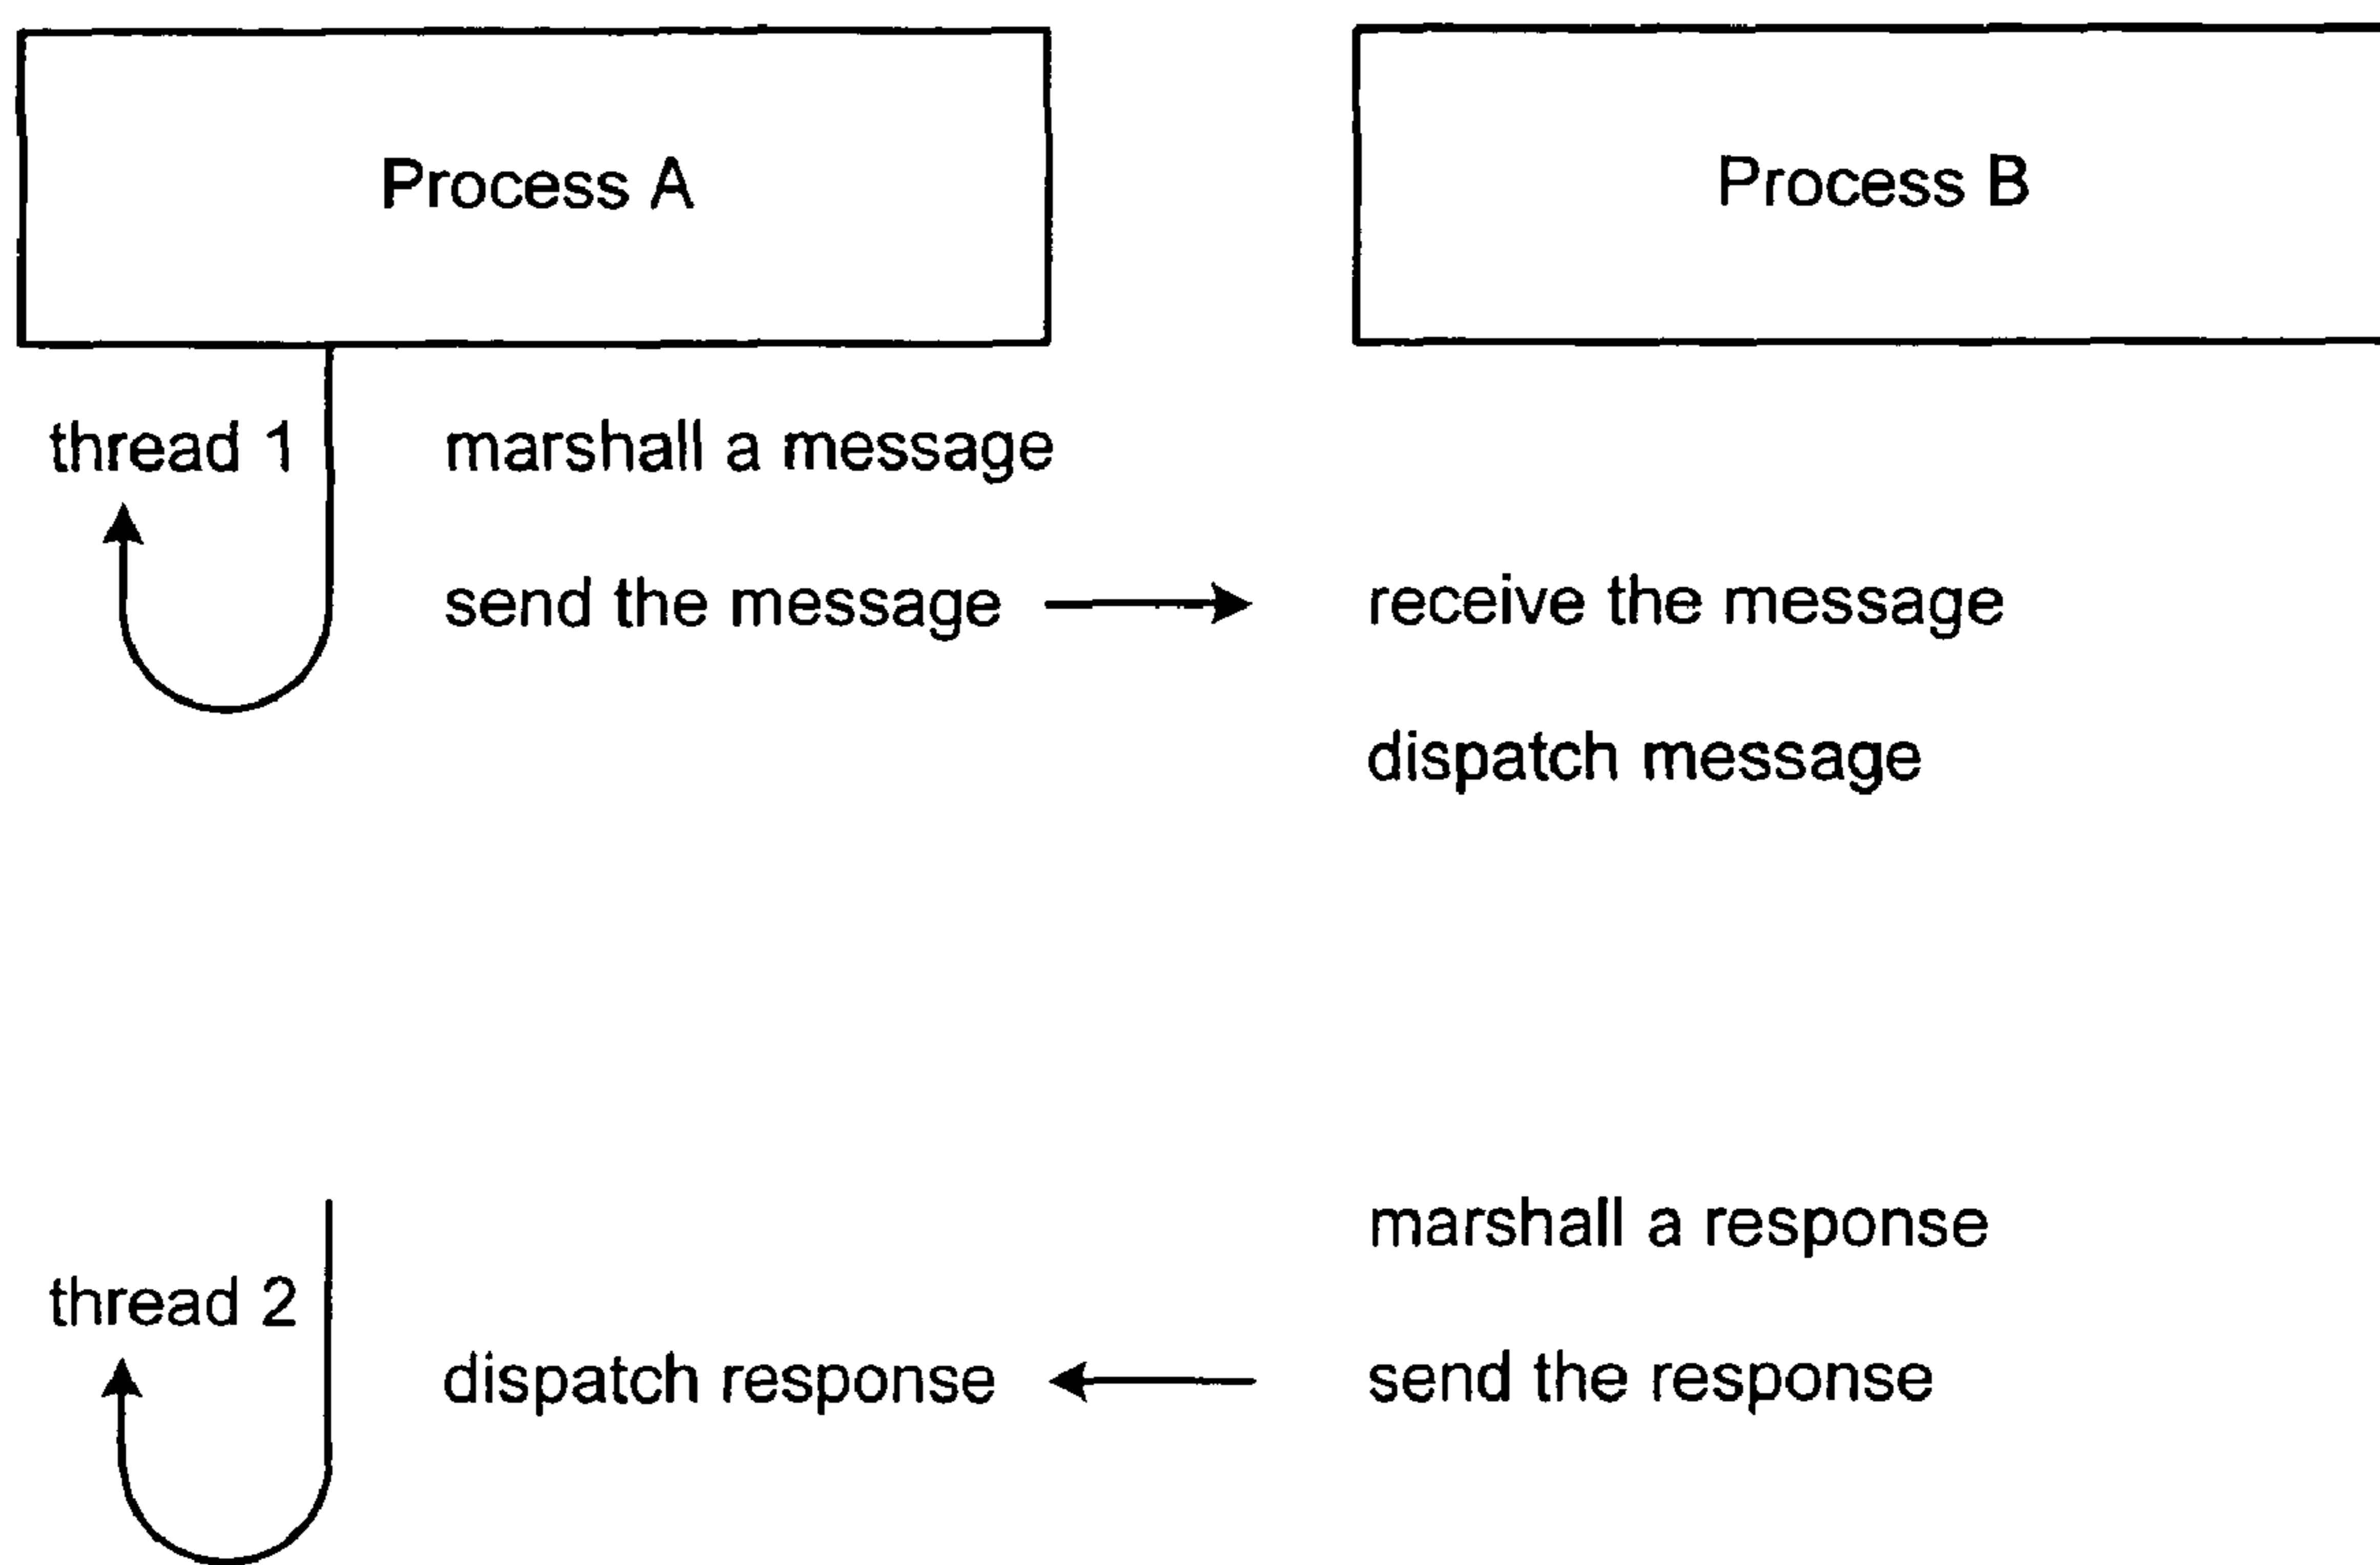 Process A
Process B
thread 1
marshall a message
send the message
receive the message
dispatch message
marshall a response
thread 2
dispatch response
send the response